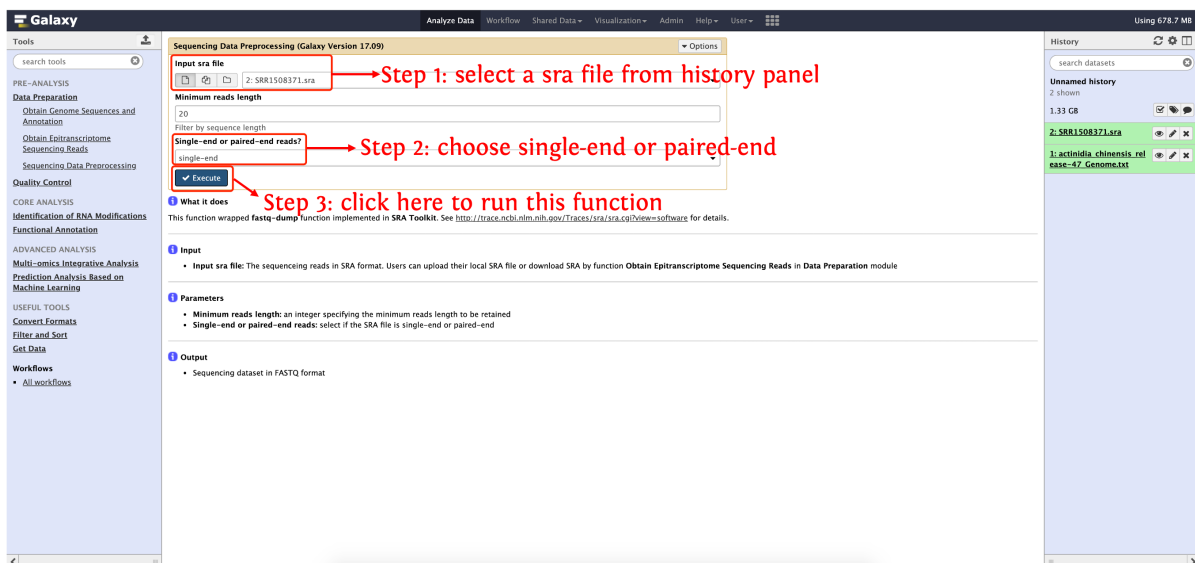 Galaxy
Analyze Data Workflow Shared Data Visualization Admin Help User
Using 678.7 MB
Tools
search tools
PRE-ANALYSIS
Data Preparation
Obtain Genome Sequences and
Annotation
Obtain Epitranscriptome
Sequencing Reads
Sequencing Data Preprocessing
Quality Control
CORE ANALYSIS
Identification of RNA Modifications
Functional Annotation
ADVANCED ANALYSIS
Multi-omics Integrative Analysis
Prediction Analysis Based on
Machine Learning
USEFUL TOOLS
Convert Formats
Filter and Sort
Get Data
Workflows
All workflows
Sequencing Data Preprocessing (Galaxy Version 17.09)
Options
Input sra file
2: SRR1508371.sra
Step 1: select a sra file from history panel
Minimum reads length
20
Filter by sequence length
Single-end or paired-end reads?
single-end
Step 2: choose single-end or paired-end
Execute
Step 3: click here to run this function
What it does
This function wrapped fastq-dump function implemented in SRA Toolkit. See http://trace.ncbi.nlm.nih.gov/Traces/sra/sra.cgi?view=software for details.
Input
Input sra file: The sequenceing reads in SRA format. Users can upload their local SRA file or download SRA by function Obtain Epitranscriptome Sequencing Reads in Data Preparation module
Parameters
Minimum reads length: an integer specifying the minimum reads length to be retained
Single-end or paired-end reads: select if the SRA file is single-end or paired-end
Output
Sequencing dataset in FASTQ format
History
search datasets
Unnamed history
2 shown
1.33 GB
2: SRR1508371.sra
1: actinidia_chinensis_rel
ease-47_Genome.txt